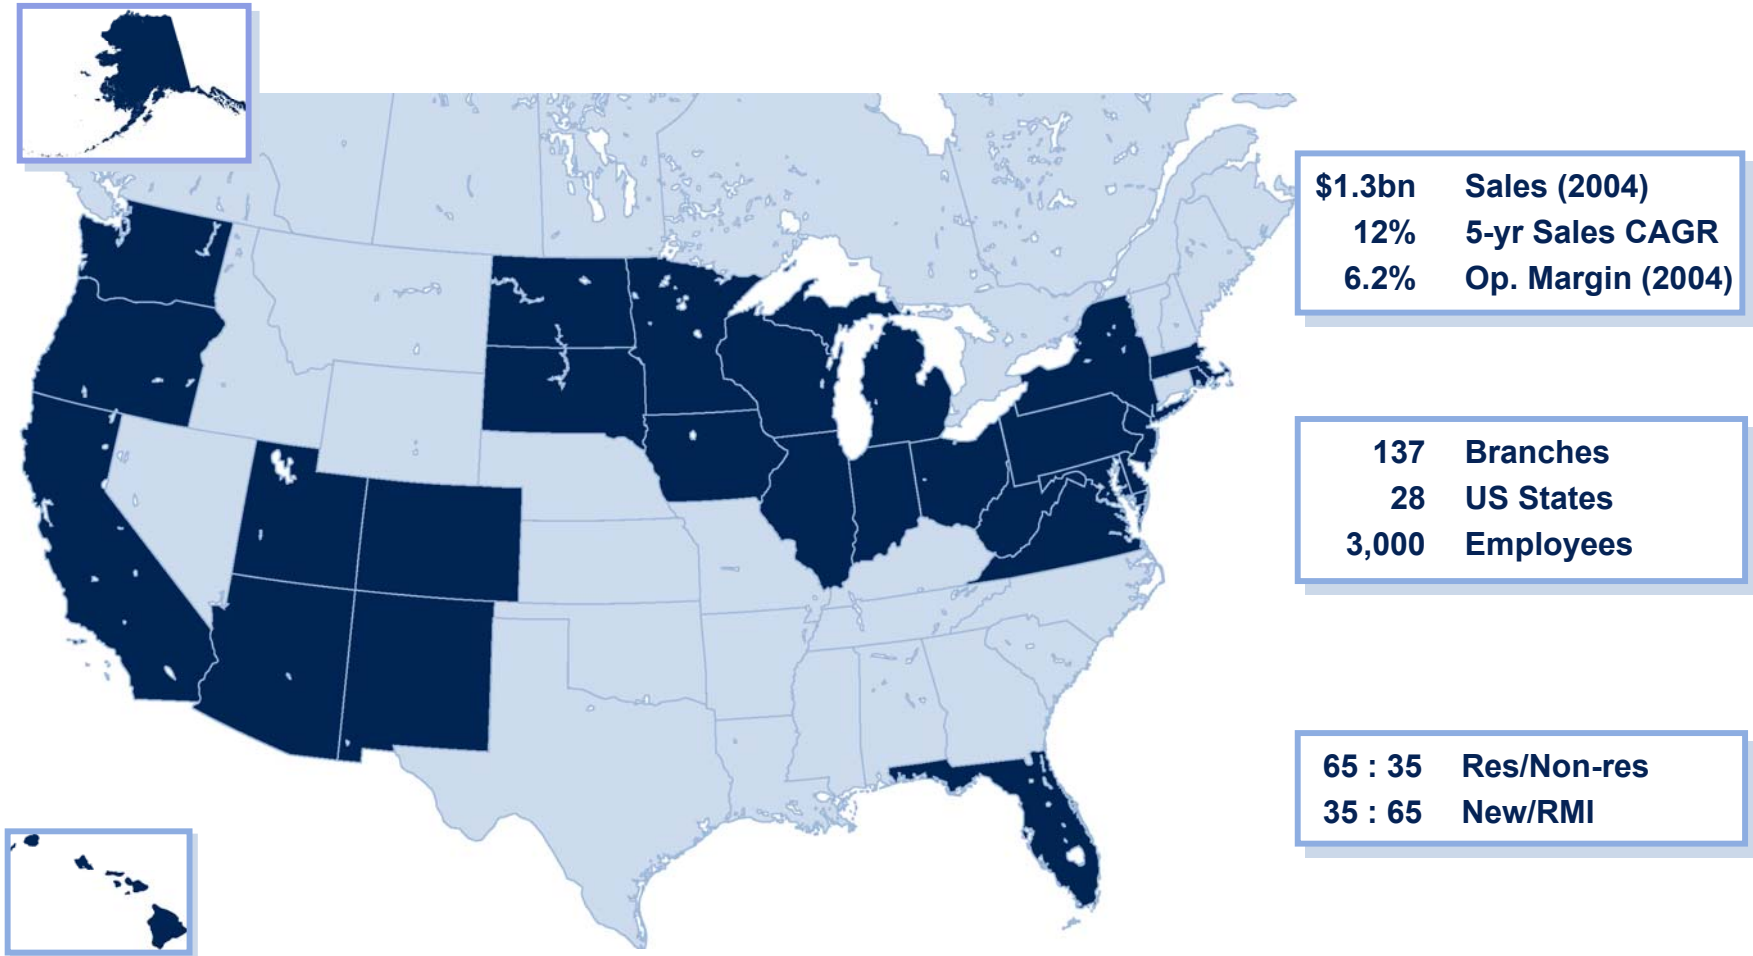 $1.3bn Sales (2004)
12% 5-yr Sales CAGR
6.2% Op. Margin (2004)
137 Branches
28 US States
3,000 Employees
65 : 35 Res/Non-res
35 : 65 New/RMI